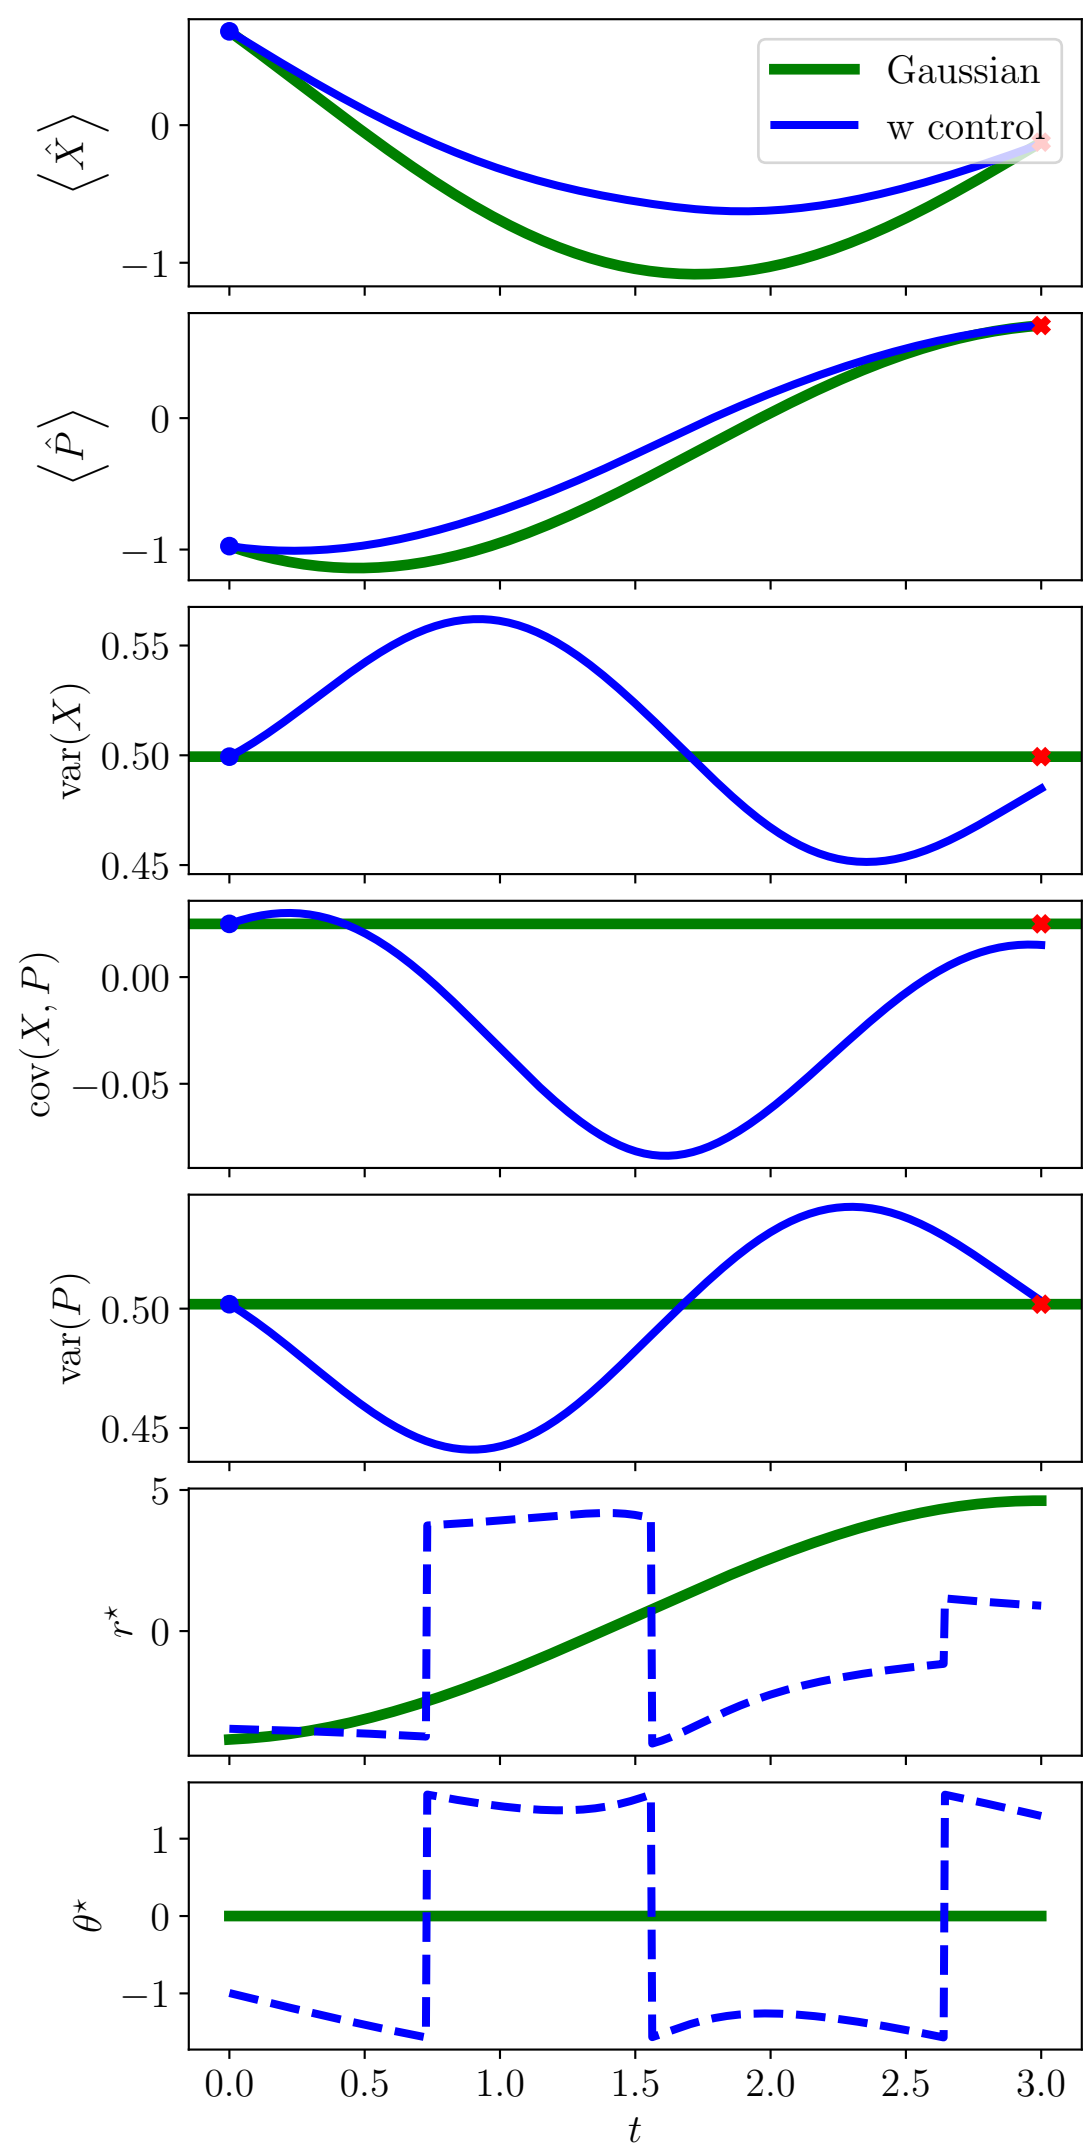 Gaussian
w control
0
−1
⟨X̂⟩
0
−1
⟨P̂⟩
0.55
0.50
0.45
var(X)
0.00
−0.05
cov(X, P)
0.50
0.45
var(P)
5
0
r⋆
1
0
−1
θ⋆
0.0 0.5 1.0 1.5 2.0 2.5 3.0
t